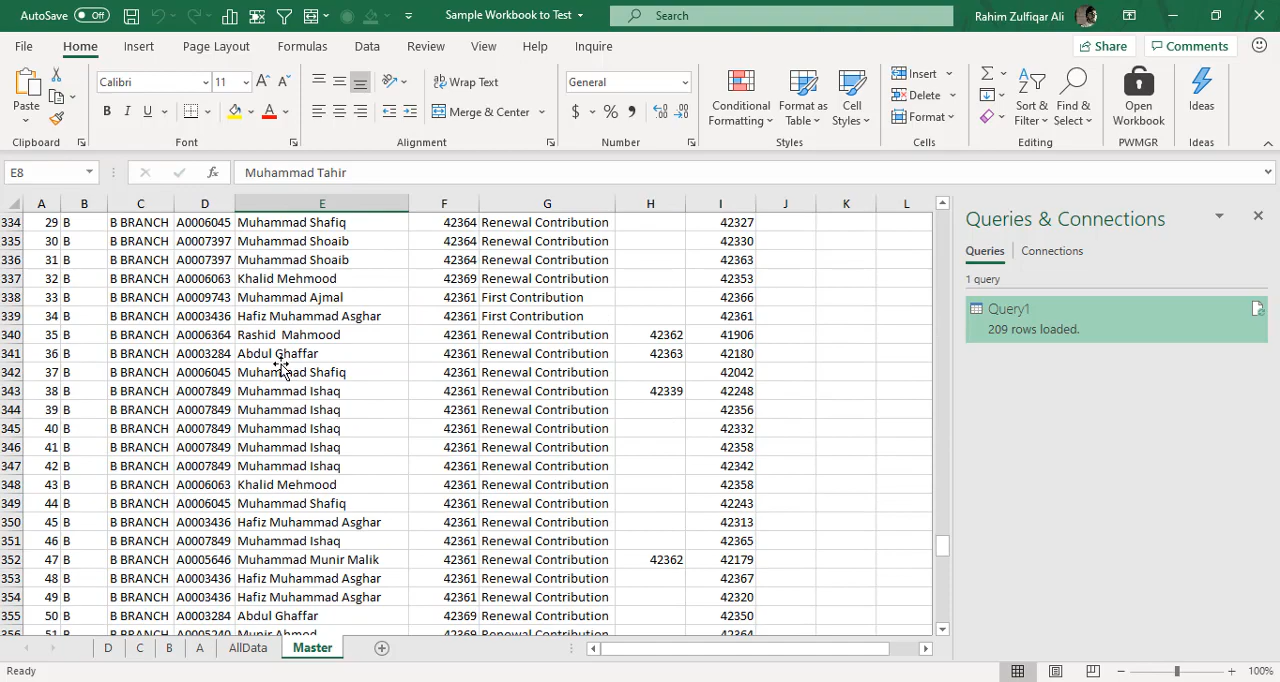 AutoSave Off Sample Workbook to Test Search Rahim Zulfiqar Ali
File Home Insert Page Layout Formulas Data Review View Help Inquire Share Comments
Calibri 11 Wrap Text General Insert
Paste Conditional Formatting Format as Table Cell Styles Delete Sort & Filter Find & Select Open Workbook Ideas
B I U Merge & Center $ % Format
Clipboard Font Alignment Number Styles Cells Editing PWMGR Ideas
E8 fx Muhammad Tahir
A B C D E F G H I J K L
334 29 B B BRANCH A0006045 Muhammad Shafiq 42364 Renewal Contribution 42327
335 30 B B BRANCH A0007397 Muhammad Shoaib 42364 Renewal Contribution 42330
336 31 B B BRANCH A0007397 Muhammad Shoaib 42364 Renewal Contribution 42363
337 32 B B BRANCH A0006063 Khalid Mehmood 42369 Renewal Contribution 42353
338 33 B B BRANCH A0009743 Muhammad Ajmal 42361 First Contribution 42366
339 34 B B BRANCH A0003436 Hafiz Muhammad Asghar 42361 First Contribution 42361
340 35 B B BRANCH A0006364 Rashid Mahmood 42361 Renewal Contribution 42362 41906
341 36 B B BRANCH A0003284 Abdul Ghaffar 42361 Renewal Contribution 42363 42180
342 37 B B BRANCH A0006045 Muhammad Shafiq 42361 Renewal Contribution 42042
343 38 B B BRANCH A0007849 Muhammad Ishaq 42361 Renewal Contribution 42339 42248
344 39 B B BRANCH A0007849 Muhammad Ishaq 42361 Renewal Contribution 42356
345 40 B B BRANCH A0007849 Muhammad Ishaq 42361 Renewal Contribution 42332
346 41 B B BRANCH A0007849 Muhammad Ishaq 42361 Renewal Contribution 42358
347 42 B B BRANCH A0007849 Muhammad Ishaq 42361 Renewal Contribution 42342
348 43 B B BRANCH A0006063 Khalid Mehmood 42361 Renewal Contribution 42358
349 44 B B BRANCH A0006045 Muhammad Shafiq 42361 Renewal Contribution 42243
350 45 B B BRANCH A0003436 Hafiz Muhammad Asghar 42361 Renewal Contribution 42313
351 46 B B BRANCH A0007849 Muhammad Ishaq 42361 Renewal Contribution 42365
352 47 B B BRANCH A0005646 Muhammad Munir Malik 42361 Renewal Contribution 42362 42179
353 48 B B BRANCH A0003436 Hafiz Muhammad Asghar 42361 Renewal Contribution 42367
354 49 B B BRANCH A0003436 Hafiz Muhammad Asghar 42361 Renewal Contribution 42320
355 50 B B BRANCH A0003284 Abdul Ghaffar 42369 Renewal Contribution 42350
356 51 B B BRANCH A0005240 Munir Ahmed 42369 Renewal Contribution 42364
Queries & Connections
Queries Connections
1 query
Query1
209 rows loaded.
D C B A AllData Master
Ready 100%